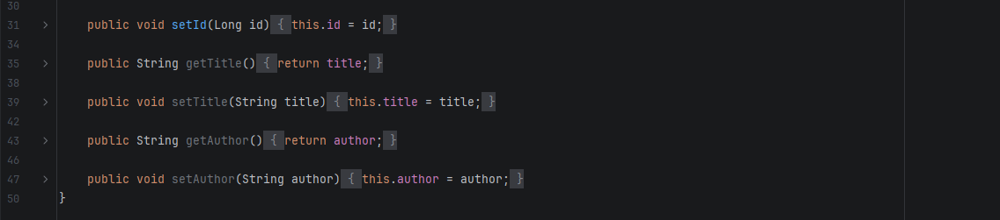 30
31 public void setId(Long id) { this.id = id; }
34
35 public String getTitle() { return title; }
38
39 public void setTitle(String title) { this.title = title; }
42
43 public String getAuthor() { return author; }
46
47 public void setAuthor(String author) { this.author = author; }
50 }